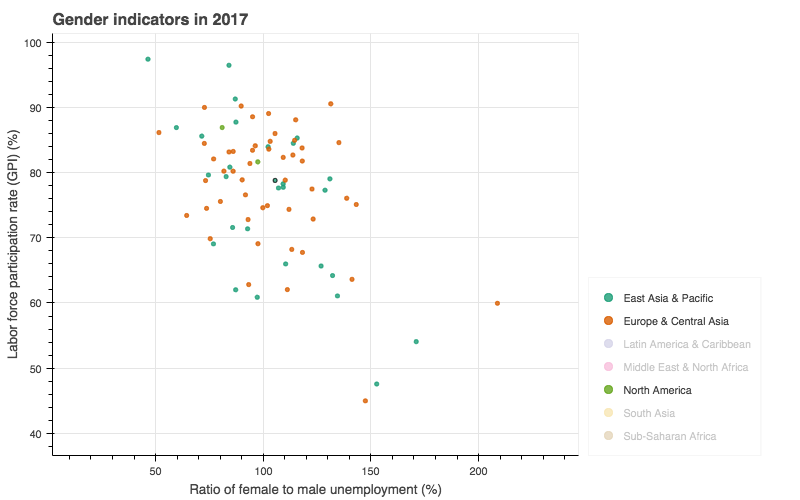 Gender indicators in 2017
Labor force participation rate (GPI) (%)
100
90
80
70
60
50
40
50
100
150
200
Ratio of female to male unemployment (%)
East Asia & Pacific
Europe & Central Asia
Latin America & Caribbean
Middle East & North Africa
North America
South Asia
Sub-Saharan Africa